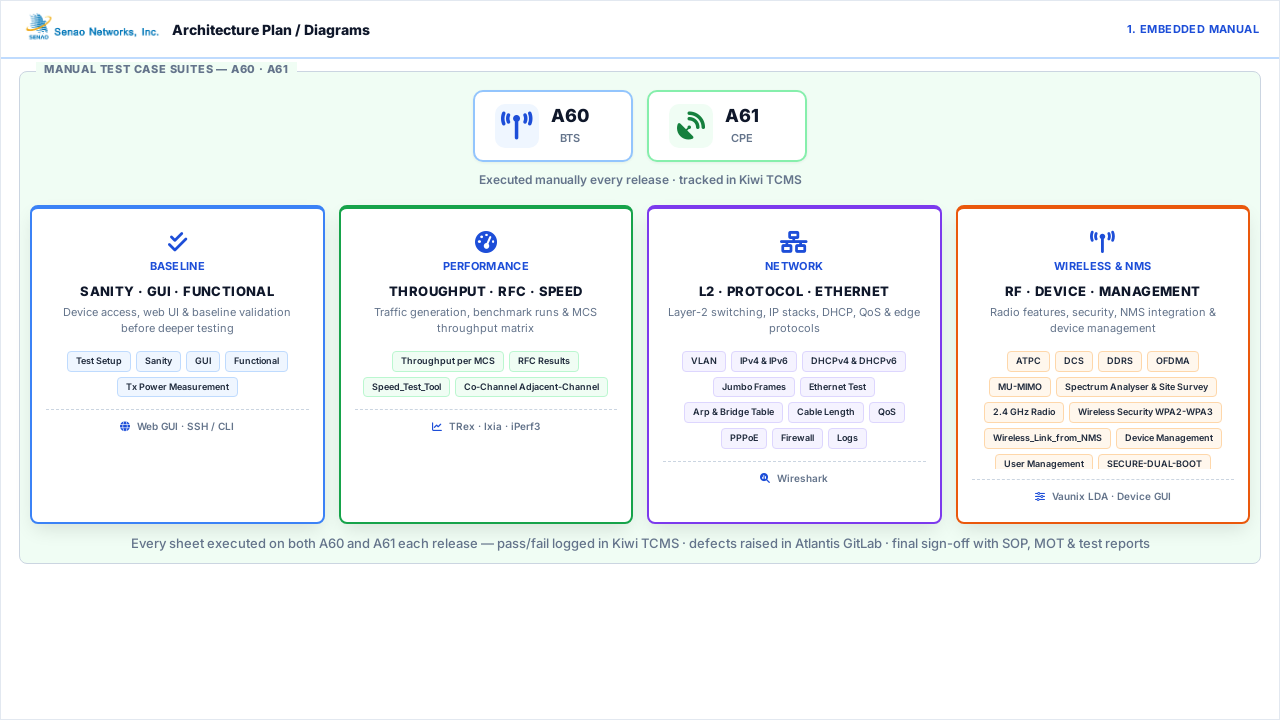 SENAO
Senao Networks, Inc.
Architecture Plan / Diagrams
1. EMBEDDED MANUAL
MANUAL TEST CASE SUITES — A60 · A61
A60
BTS
A61
CPE
Executed manually every release · tracked in Kiwi TCMS
BASELINE
SANITY · GUI · FUNCTIONAL
Device access, web UI & baseline validation
before deeper testing
Test Setup Sanity GUI Functional
Tx Power Measurement
Web GUI · SSH / CLI
PERFORMANCE
THROUGHPUT · RFC · SPEED
Traffic generation, benchmark runs & MCS
throughput matrix
Throughput per MCS RFC Results
Speed_Test_Tool Co-Channel Adjacent-Channel
TRex · Ixia · iPerf3
NETWORK
L2 · PROTOCOL · ETHERNET
Layer-2 switching, IP stacks, DHCP, QoS & edge
protocols
VLAN IPv4 & IPv6 DHCPv4 & DHCPv6
Jumbo Frames Ethernet Test
Arp & Bridge Table Cable Length QoS
PPPoE Firewall Logs
Wireshark
WIRELESS & NMS
RF · DEVICE · MANAGEMENT
Radio features, security, NMS integration &
device management
ATPC DCS DDRS OFDMA
MU-MIMO Spectrum Analyser & Site Survey
2.4 GHz Radio Wireless Security WPA2-WPA3
Wireless_Link_from_NMS Device Management
User Management SECURE-DUAL-BOOT
Vaunix LDA · Device GUI
Every sheet executed on both A60 and A61 each release — pass/fail logged in Kiwi TCMS · defects raised in Atlantis GitLab · final sign-off with SOP, MOT & test reports